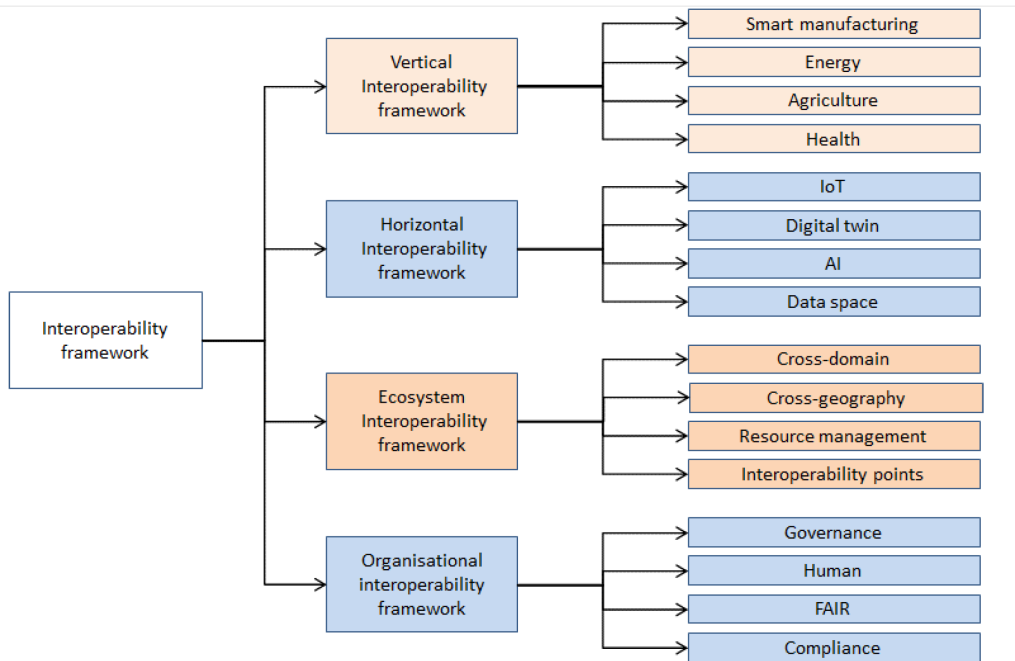 Interoperability
framework
Vertical
Interoperability
framework
Smart manufacturing
Energy
Agriculture
Health
Horizontal
Interoperability
framework
IoT
Digital twin
AI
Data space
Ecosystem
Interoperability
framework
Cross-domain
Cross-geography
Resource management
Interoperability points
Organisational
interoperability
framework
Governance
Human
FAIR
Compliance